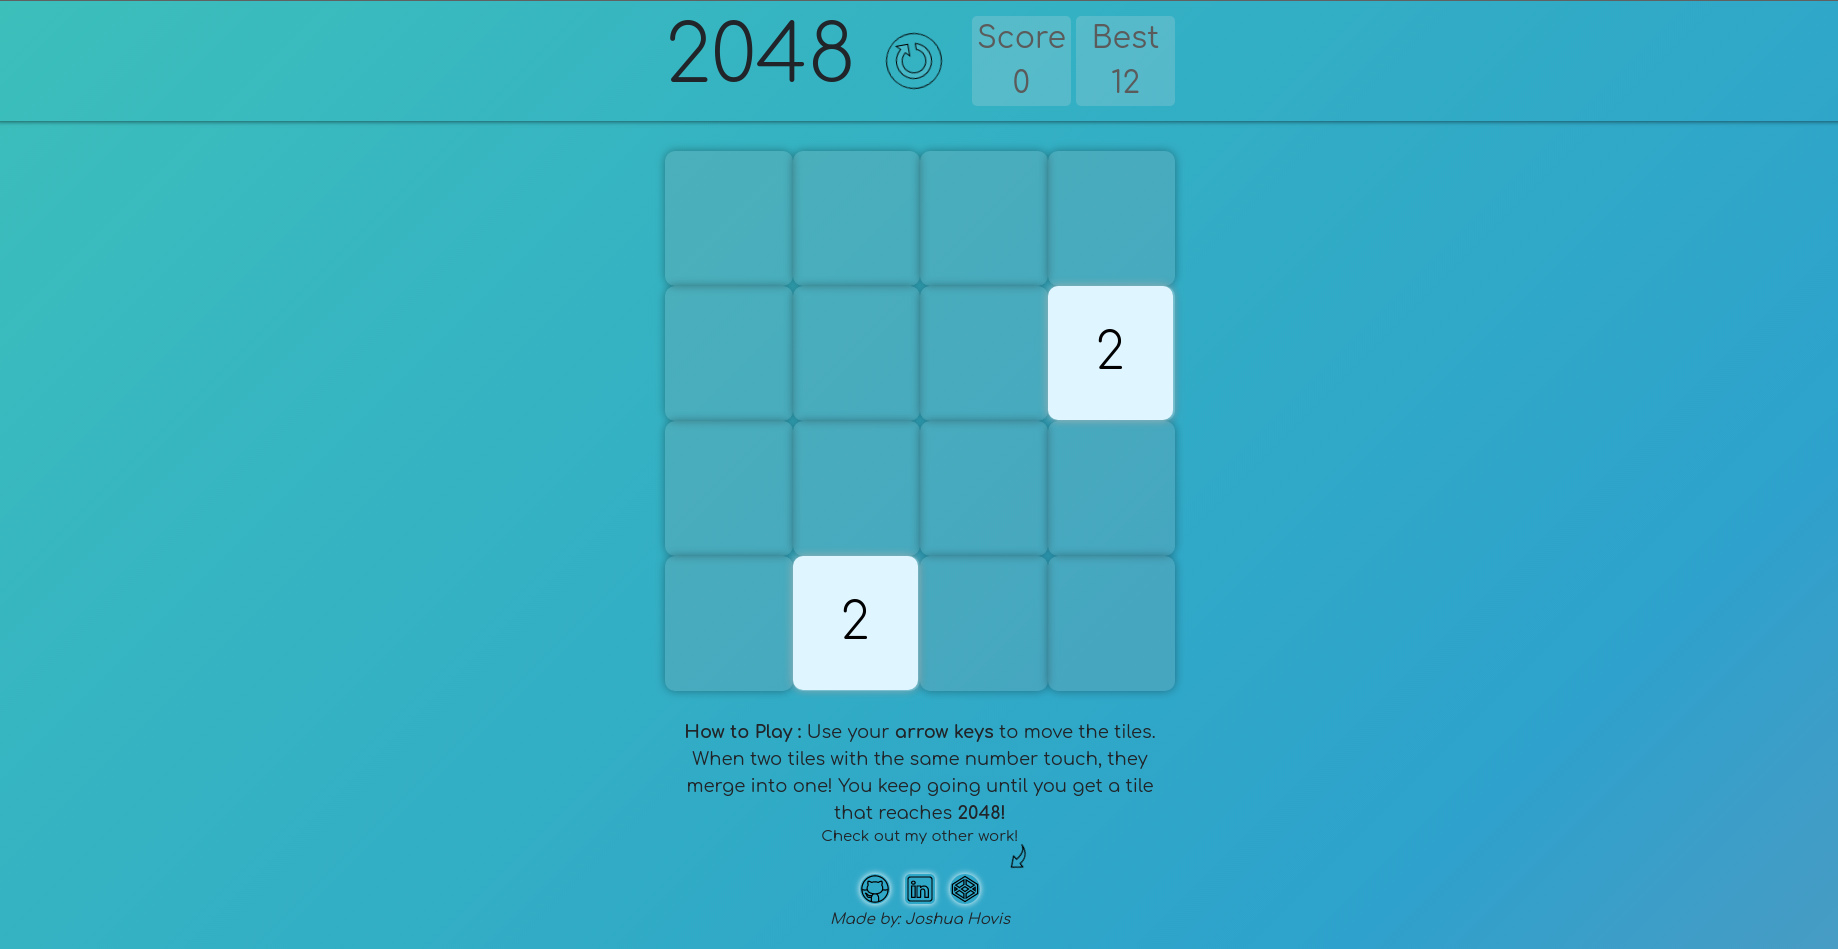 2048
Score
0
Best
12
2
2
How to Play : Use your arrow keys to move the tiles.
When two tiles with the same number touch, they
merge into one! You keep going until you get a tile
that reaches 2048!
Check out my other work!
in
Made by: Joshua Hovis